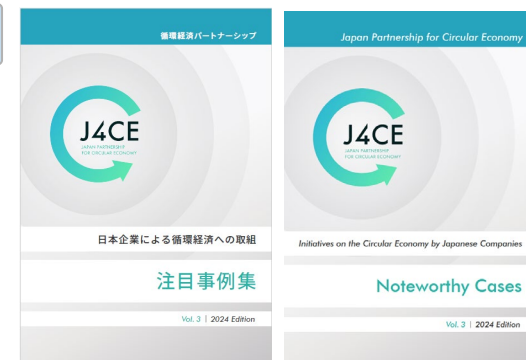 循環経済パートナーシップ
J4CE
JAPAN PARTNERSHIP
FOR CIRCULAR ECONOMY
日本企業による循環経済への取組
注目事例集
Vol. 3 | 2024 Edition
Japan Partnership for Circular Economy
J4CE
JAPAN PARTNERSHIP
FOR CIRCULAR ECONOMY
Initiatives on the Circular Economy by Japanese Companies
Noteworthy Cases
Vol. 3 | 2024 Edition